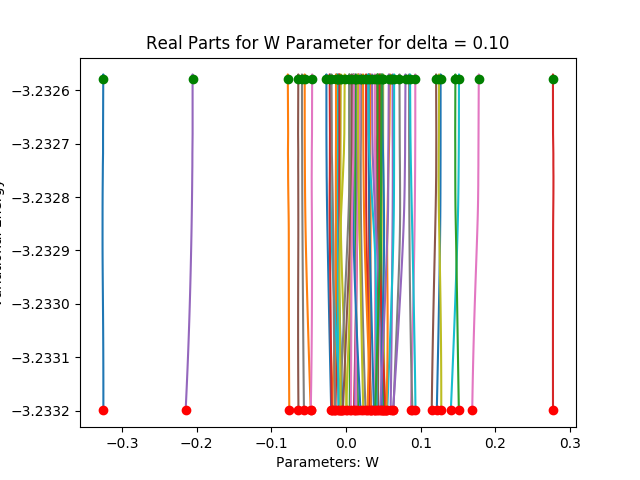 Real Parts for W Parameter for delta = 0.10
−3.2326
−3.2327
−3.2328
−3.2329
−3.2330
−3.2331
−3.2332
−0.3 −0.2 −0.1 0.0 0.1 0.2 0.3
Parameters: W